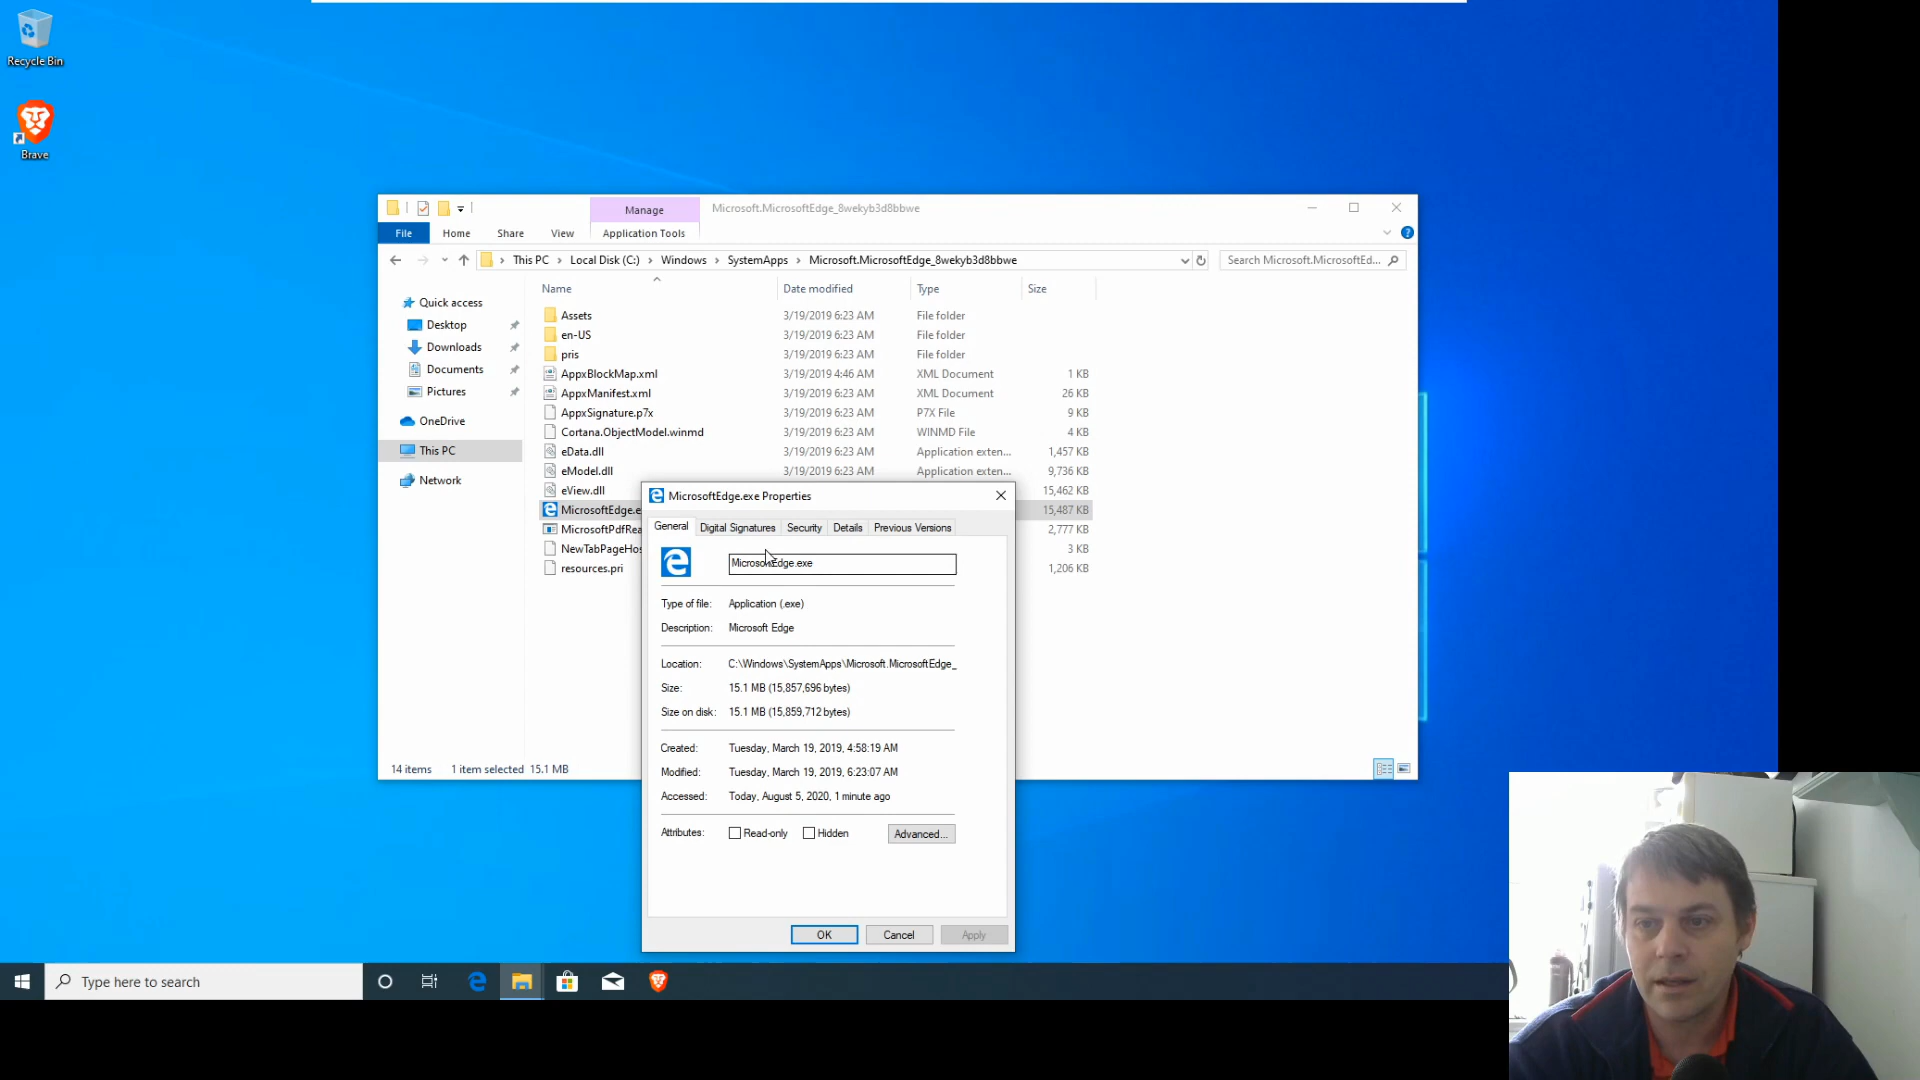 Recycle Bin
Brave
Manage
Microsoft.MicrosoftEdge_8wekyb3d8bbwe
File
Home
Share
View
Application Tools
This PC > Local Disk (C:) > Windows > SystemApps > Microsoft.MicrosoftEdge_8wekyb3d8bbwe
Search Microsoft.MicrosoftEd...
Name
Date modified
Type
Size
Quick access
Desktop
Downloads
Documents
Pictures
OneDrive
This PC
Network
Assets 3/19/2019 6:23 AM File folder
en-US 3/19/2019 6:23 AM File folder
pris 3/19/2019 6:23 AM File folder
AppxBlockMap.xml 3/19/2019 4:46 AM XML Document 1 KB
AppxManifest.xml 3/19/2019 6:23 AM XML Document 26 KB
AppxSignature.p7x 3/19/2019 6:23 AM P7X File 9 KB
Cortana.ObjectModel.winmd 3/19/2019 6:23 AM WINMD File 4 KB
eData.dll 3/19/2019 6:23 AM Application exten... 1,457 KB
eModel.dll 3/19/2019 6:23 AM Application exten... 9,736 KB
eView.dll 15,462 KB
MicrosoftEdge.e 15,487 KB
MicrosoftPdfRea 2,777 KB
NewTabPageHos 3 KB
resources.pri 1,206 KB
14 items 1 item selected 15.1 MB
MicrosoftEdge.exe Properties
General
Digital Signatures
Security
Details
Previous Versions
MicrosoftEdge.exe
Type of file: Application (.exe)
Description: Microsoft Edge
Location: C:\Windows\SystemApps\Microsoft.MicrosoftEdge_
Size: 15.1 MB (15,857,696 bytes)
Size on disk: 15.1 MB (15,859,712 bytes)
Created: Tuesday, March 19, 2019, 4:58:19 AM
Modified: Tuesday, March 19, 2019, 6:23:07 AM
Accessed: Today, August 5, 2020, 1 minute ago
Attributes: Read-only Hidden Advanced...
OK
Cancel
Apply
Type here to search